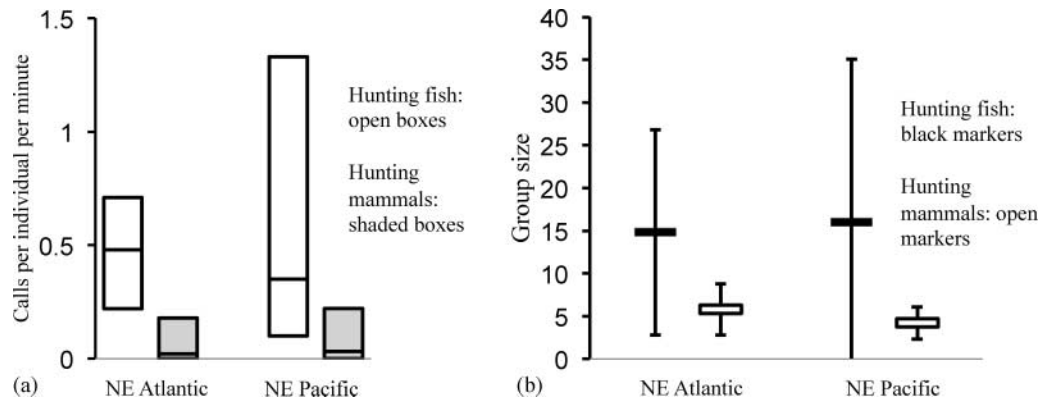 Calls per individual per minute
1.5
1
0.5
0
Hunting fish:
open boxes
Hunting
mammals:
shaded boxes
(a)
NE Atlantic
NE Pacific
Group size
40
35
30
25
20
15
10
5
0
Hunting fish:
black markers
Hunting
mammals: open
markers
(b)
NE Atlantic
NE Pacific